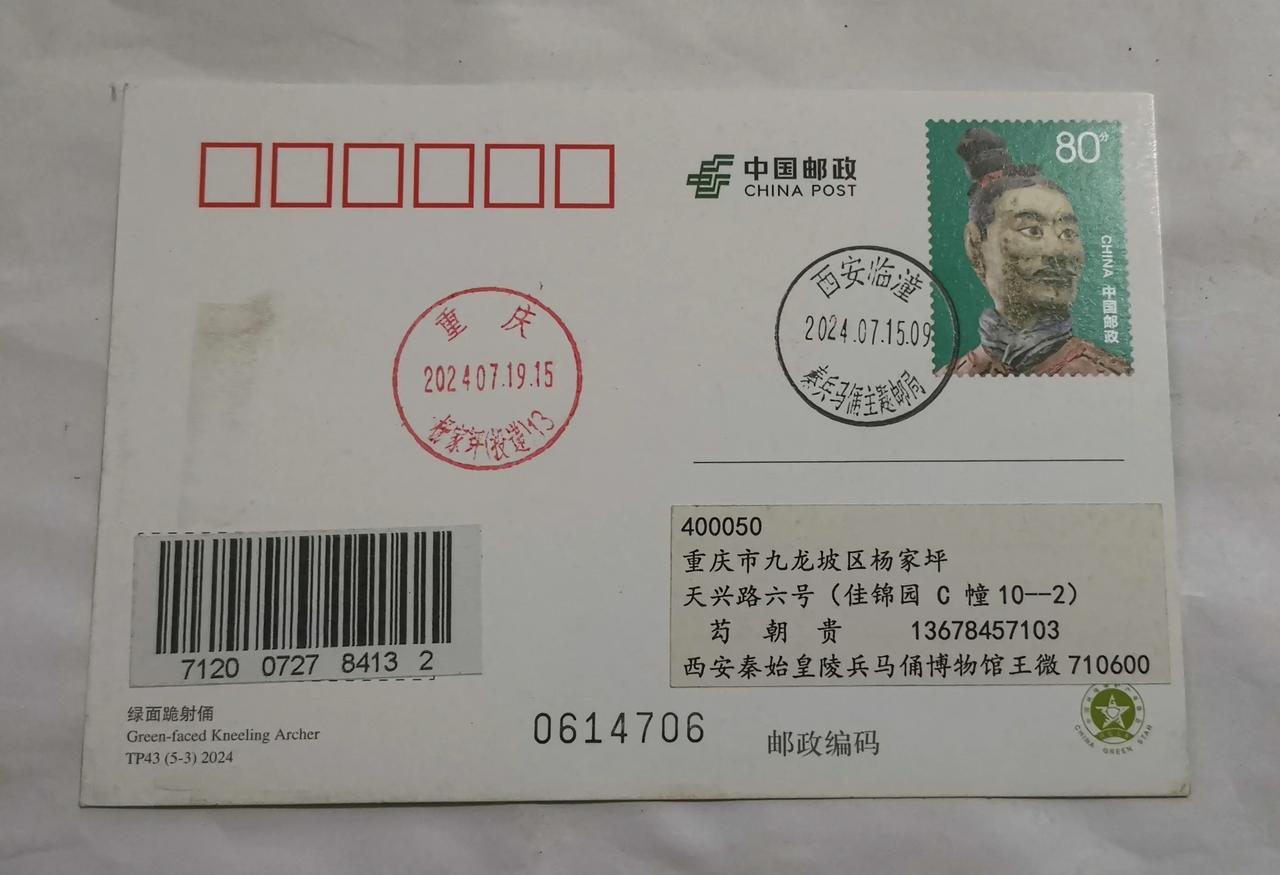 中国邮政
CHINA POST
80分
CHINA 中国邮政
西安临潼
2024.07.15.09
秦兵马俑主题邮局
重庆
2024.07.19.15
杨家坪(投递)13
400050
重庆市九龙坡区杨家坪
天兴路六号（佳锦园 C 幢10--2）
芶 朝 贵 13678457103
西安秦始皇陵兵马俑博物馆王微 710600
7120 0727 8413 2
绿面跪射俑
Green-faced Kneeling Archer
TP43 (5-3) 2024
0614706
邮政编码
CHINA GREEN STAR